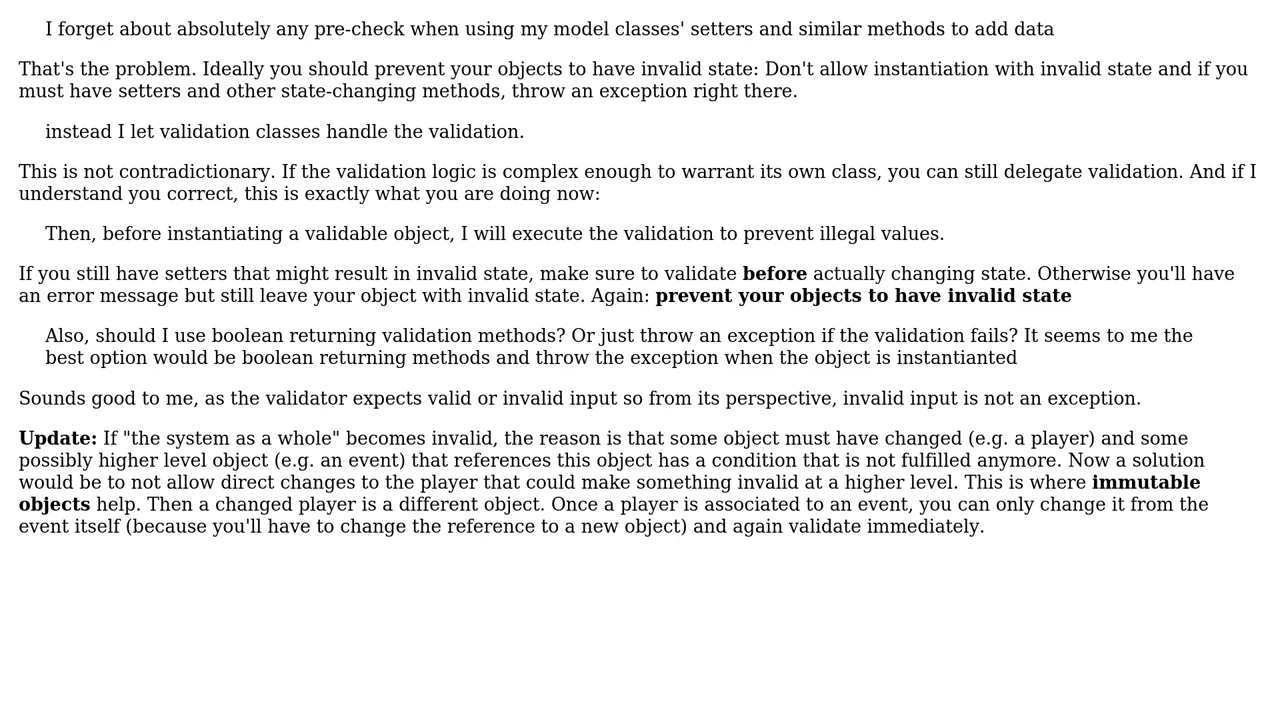 I forget about absolutely any pre-check when using my model classes' setters and similar methods to add data
That's the problem. Ideally you should prevent your objects to have invalid state: Don't allow instantiation with invalid state and if you
must have setters and other state-changing methods, throw an exception right there.
instead I let validation classes handle the validation.
This is not contradictionary. If the validation logic is complex enough to warrant its own class, you can still delegate validation. And if I
understand you correct, this is exactly what you are doing now:
Then, before instantiating a validable object, I will execute the validation to prevent illegal values.
If you still have setters that might result in invalid state, make sure to validate before actually changing state. Otherwise you'll have
an error message but still leave your object with invalid state. Again: prevent your objects to have invalid state
Also, should I use boolean returning validation methods? Or just throw an exception if the validation fails? It seems to me the
best option would be boolean returning methods and throw the exception when the object is instantianted
Sounds good to me, as the validator expects valid or invalid input so from its perspective, invalid input is not an exception.
Update: If "the system as a whole" becomes invalid, the reason is that some object must have changed (e.g. a player) and some
possibly higher level object (e.g. an event) that references this object has a condition that is not fulfilled anymore. Now a solution
would be to not allow direct changes to the player that could make something invalid at a higher level. This is where immutable
objects help. Then a changed player is a different object. Once a player is associated to an event, you can only change it from the
event itself (because you'll have to change the reference to a new object) and again validate immediately.